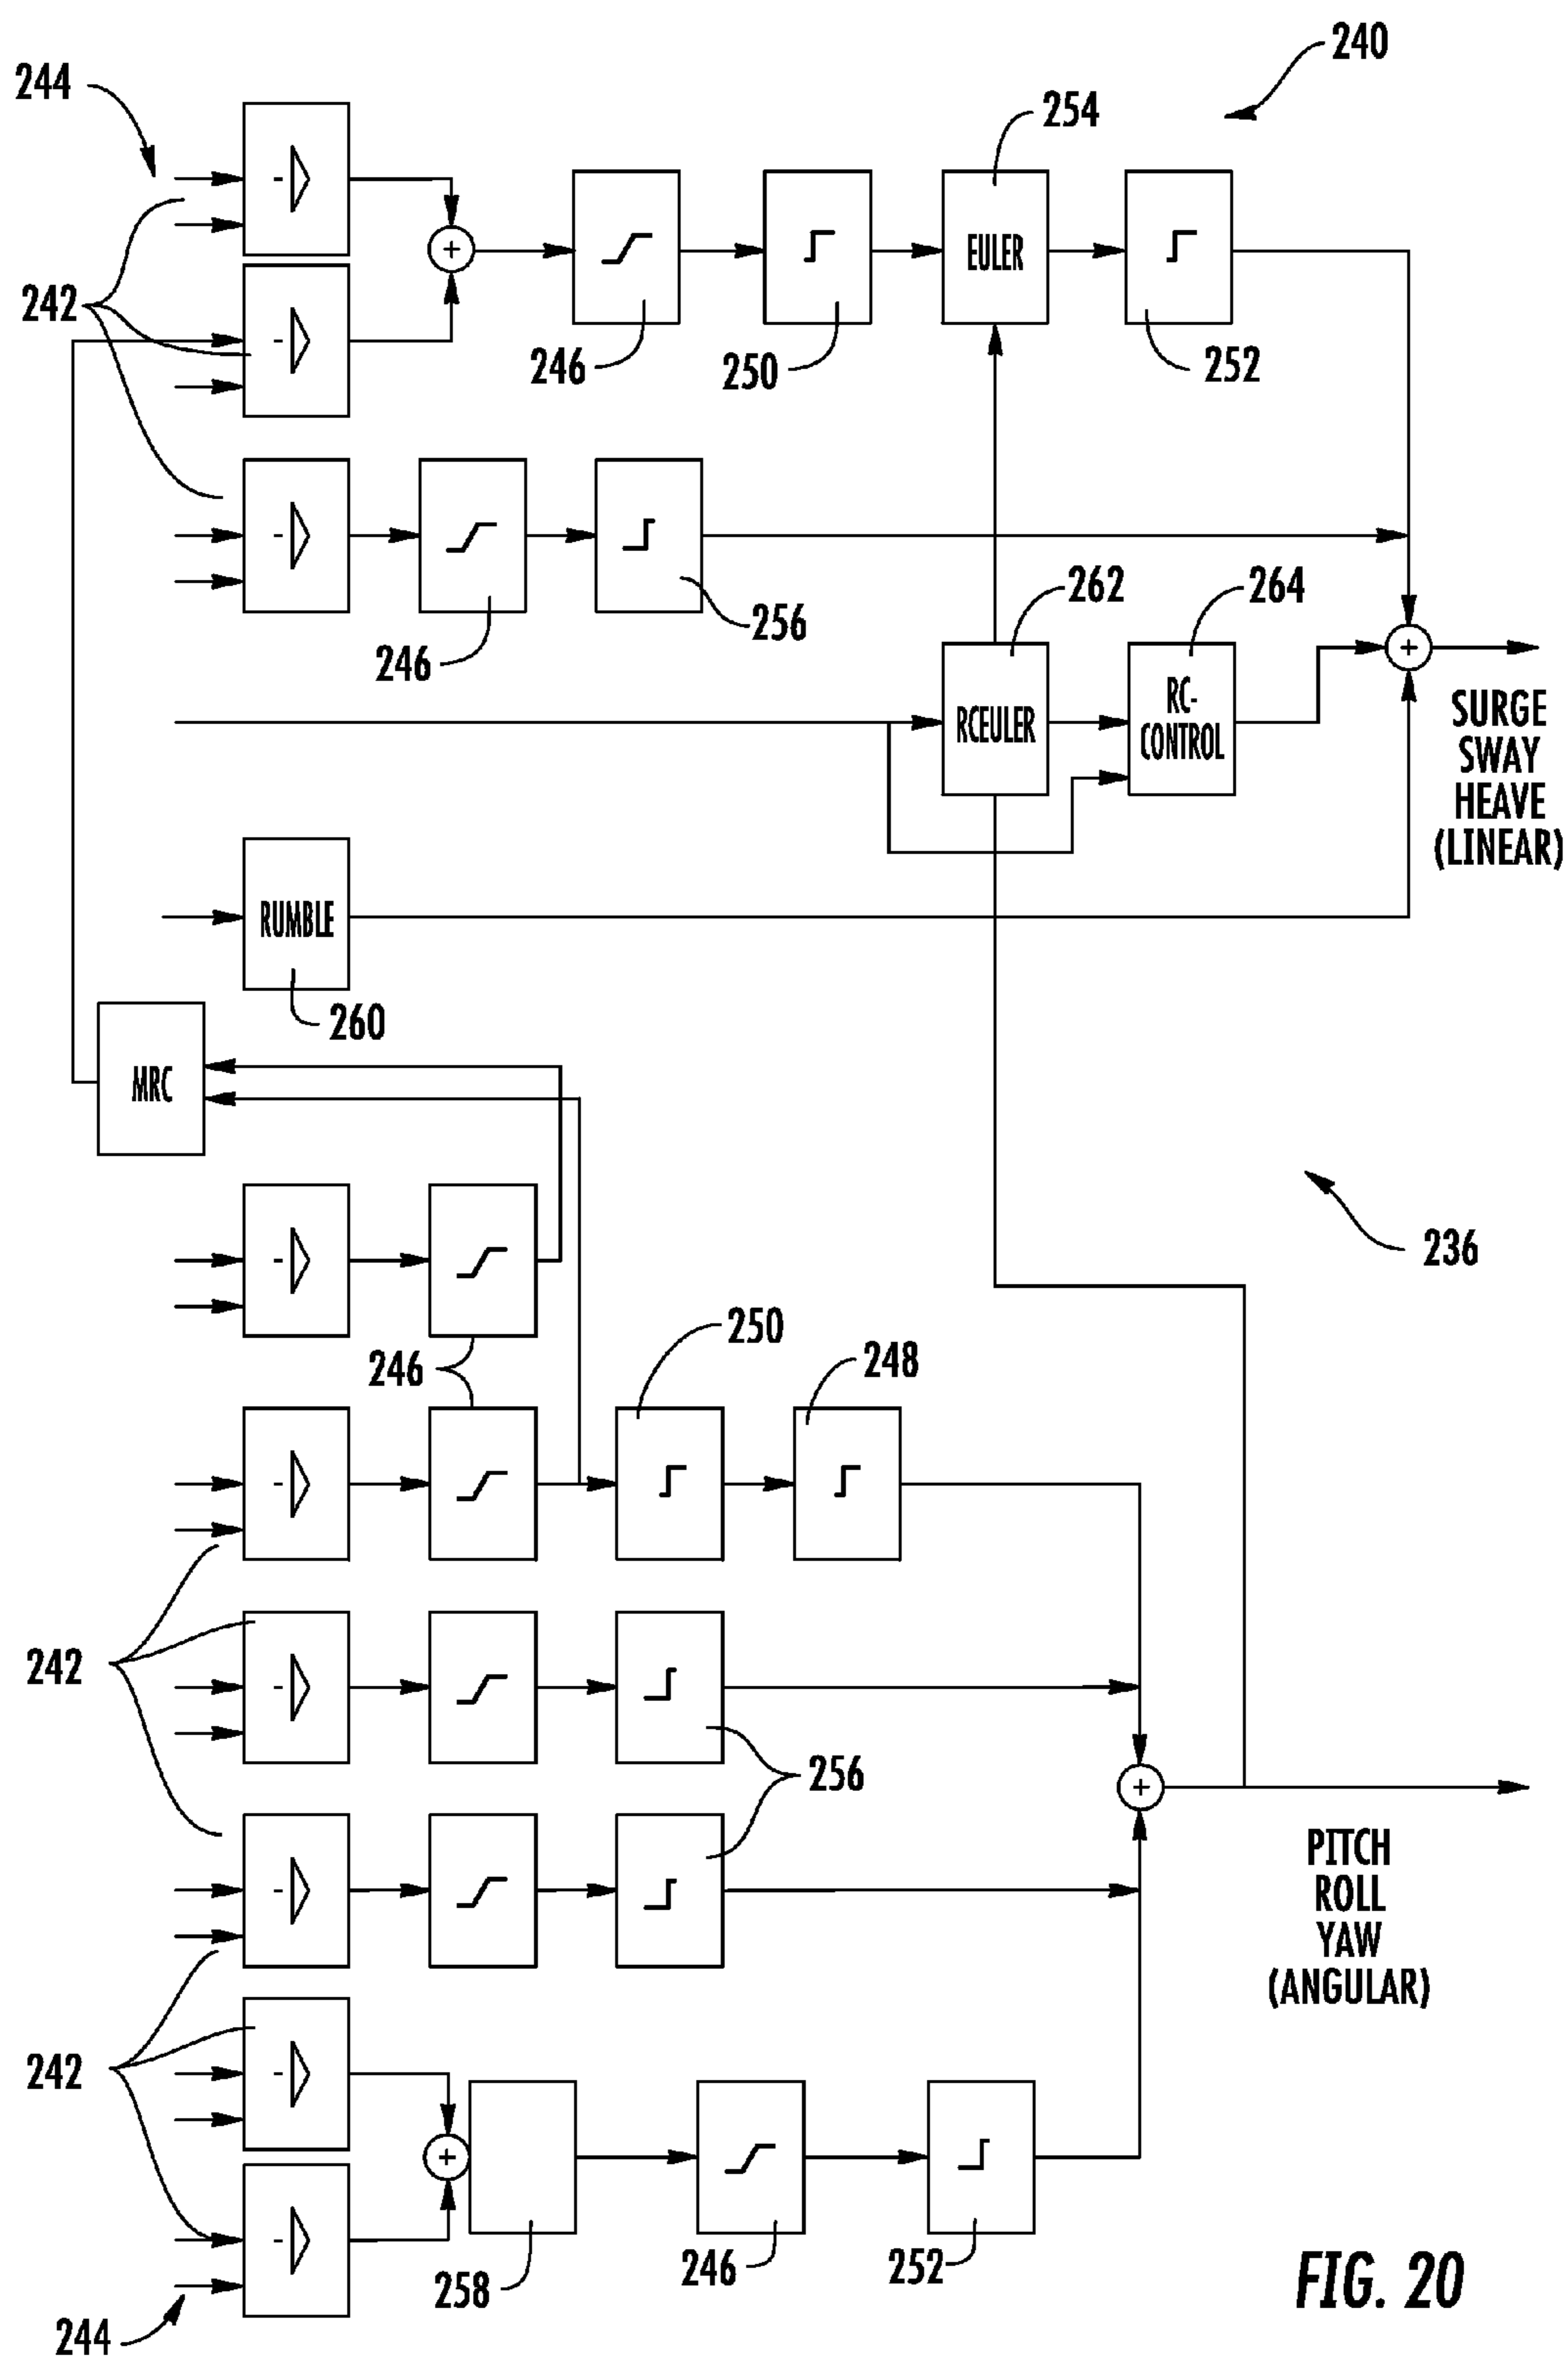 240
244
254
EULER
242
246
250
252
262
264
256
246
RCEULER
RC-
CONTROL
SURGE
SWAY
HEAVE
(LINEAR)
RUMBLE
260
MRC
236
250
248
246
242
256
PITCH
ROLL
YAW
(ANGULAR)
242
258
246
252
244
FIG. 20